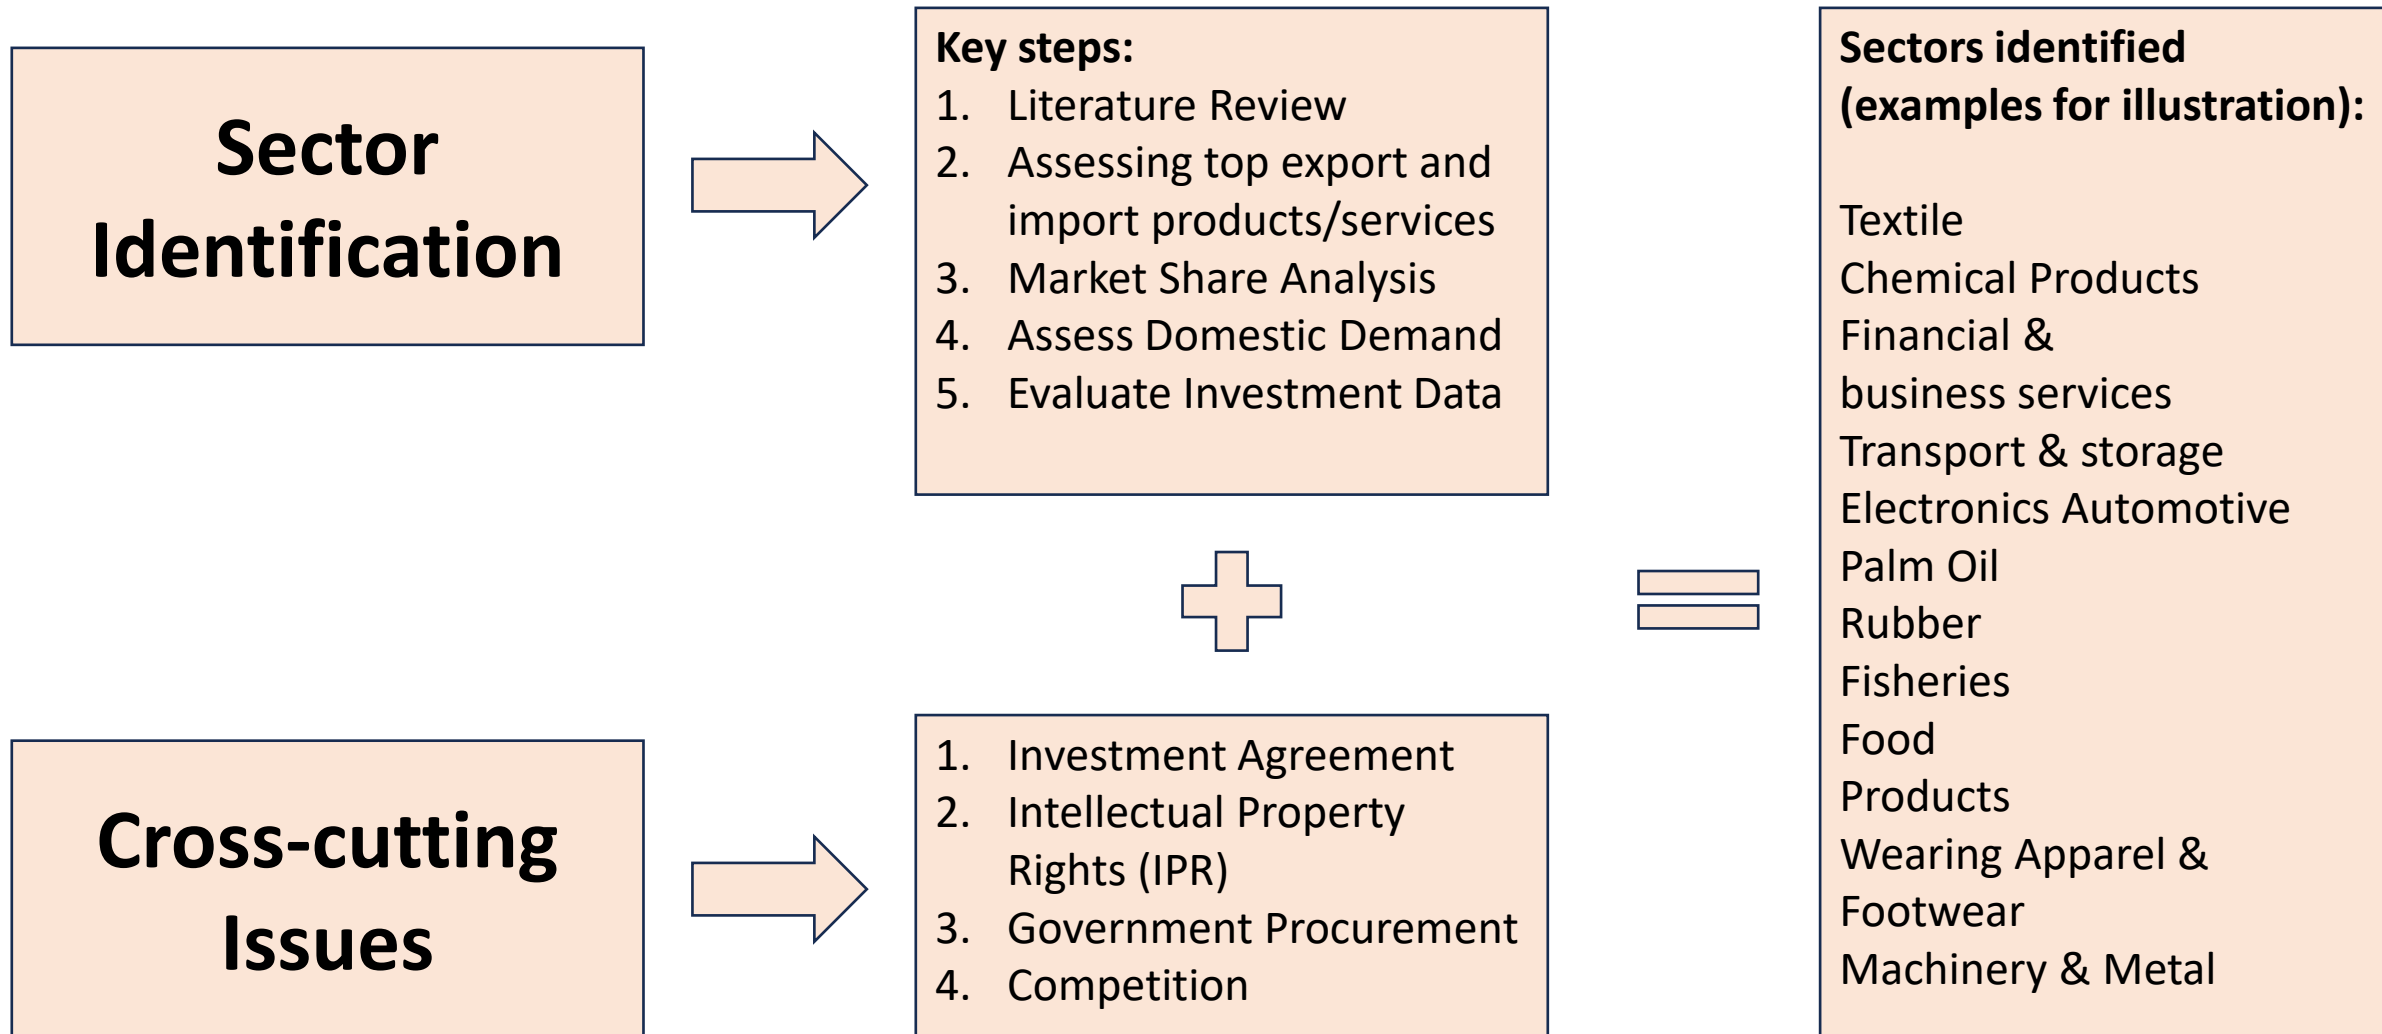 Sector
Identification
Key steps:
1. Literature Review
2. Assessing top export and
import products/services
3. Market Share Analysis
4. Assess Domestic Demand
5. Evaluate Investment Data
Cross-cutting
Issues
1. Investment Agreement
2. Intellectual Property
Rights (IPR)
3. Government Procurement
4. Competition
Sectors identified
(examples for illustration):
Textile
Chemical Products
Financial &
business services
Transport & storage
Electronics Automotive
Palm Oil
Rubber
Fisheries
Food
Products
Wearing Apparel &
Footwear
Machinery & Metal